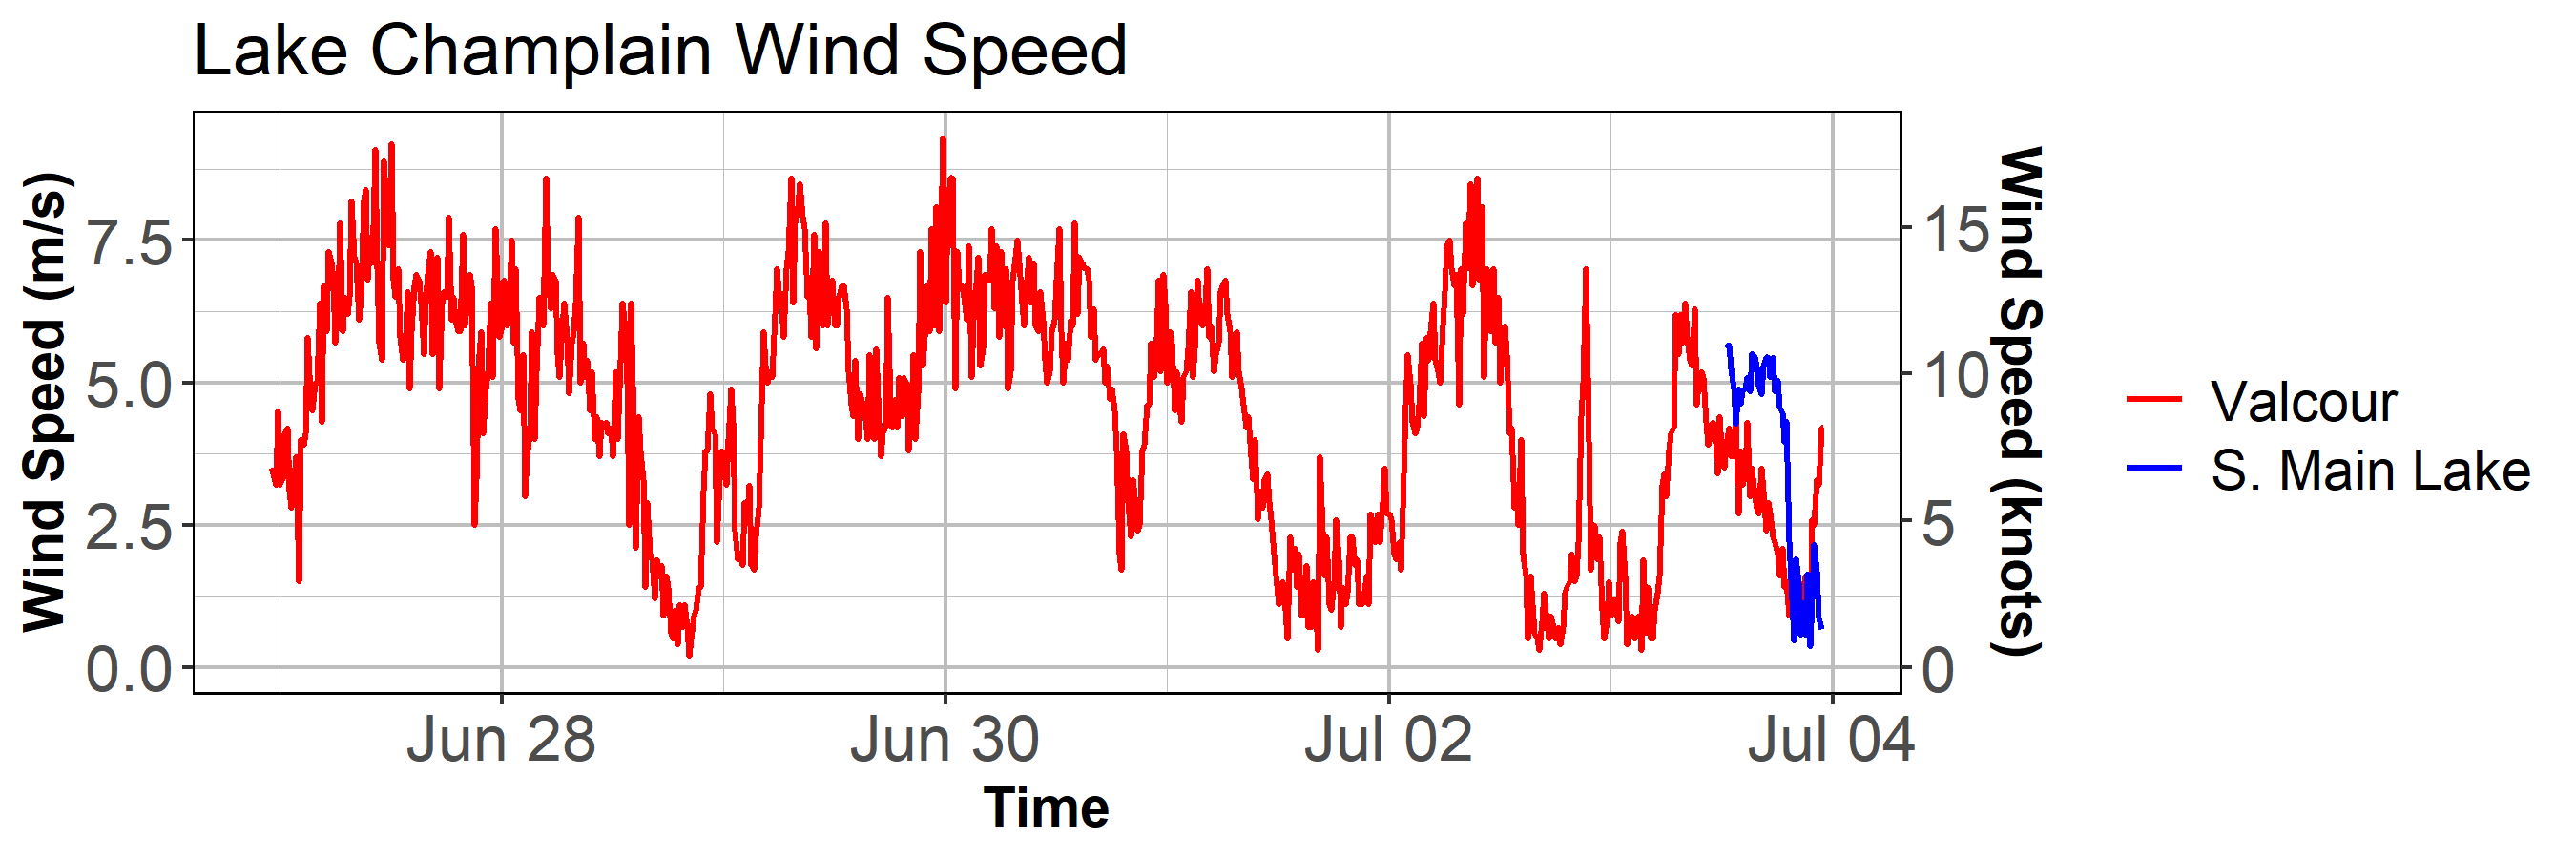 Lake Champlain Wind Speed
Wind Speed (m/s)
7.5
5.0
2.5
0.0
Jun 28
Jun 30
Jul 02
Jul 04
Time
15
10
5
0
Wind Speed (knots)
Valcour
S. Main Lake